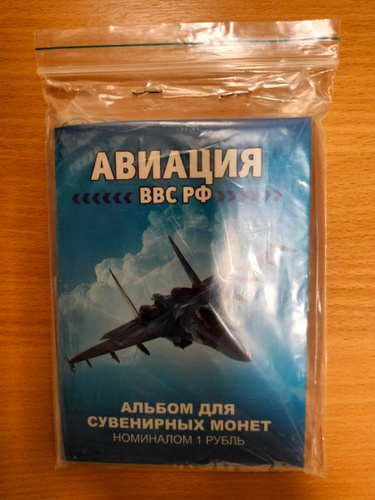 АВИАЦИЯ
ВВС РФ
АЛЬБОМ ДЛЯ
СУВЕНИРНЫХ МОНЕТ
НОМИНАЛОМ 1 РУБЛЬ